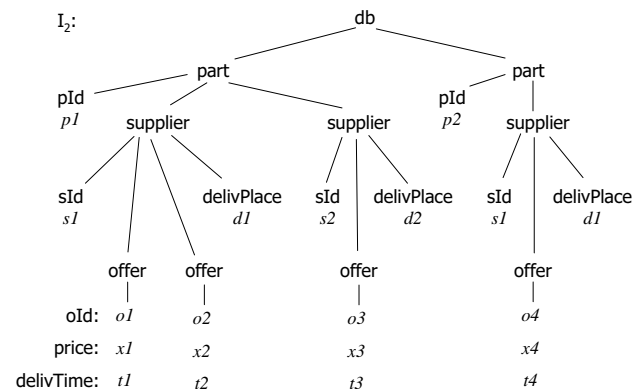 I₂: db
part part
pId pId
p1 supplier supplier p2 supplier
sId delivPlace sId delivPlace sId delivPlace
s1 d1 s2 d2 s1 d1
offer offer offer offer
oId: o1 o2 o3 o4
price: x1 x2 x3 x4
delivTime: t1 t2 t3 t4